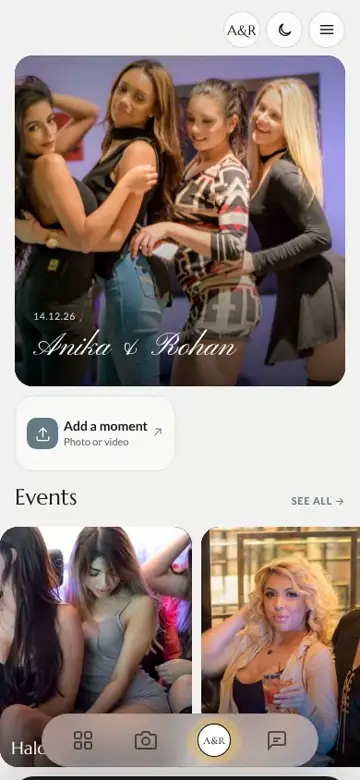 A&R
14.12.26
Anika & Rohan
Add a moment
Photo or video
Events
SEE ALL
A&R